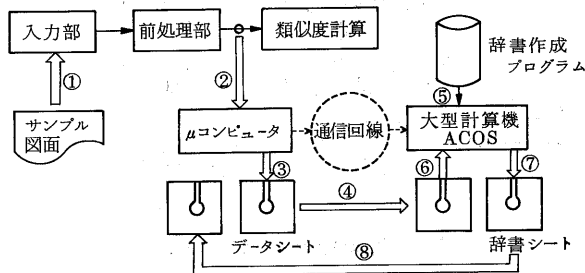 入力部
前処理部
類似度計算
辞書作成
プログラム
①
②
⑤
サンプル
図面
μコンピュータ
通信回線
大型計算機
ACOS
③
④
⑥
⑦
データシート
辞書シート
⑧